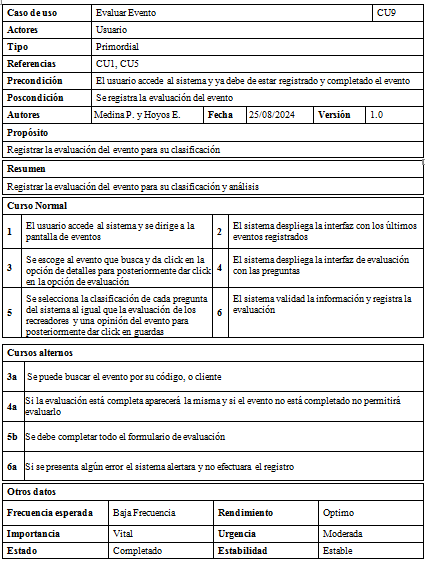 Caso de uso Evaluar Evento CU9
Actores Usuario
Tipo Primordial
Referencias CU1, CU5
Precondición El usuario accede al sistema y ya debe de estar registrado y completado el evento
Poscondición Se registra la evaluación del evento
Autores Medina P. y Hoyos E. Fecha 25/08/2024 Versión 1.0
Propósito
Registrar la evaluación del evento para su clasificación
Resumen
Registrar la evaluación del evento para su clasificación y análisis
Curso Normal
1 El usuario accede al sistema y se dirige a la
pantalla de eventos
2 El sistema despliega la interfaz con los últimos
eventos registrados
3 Se escoge al evento que busca y da click en la
opción de detalles para posteriormente dar click
en la opción de evaluación
4 El sistema despliega la interfaz de evaluación
con las preguntas
5 Se selecciona la clasificación de cada pregunta
del sistema al igual que la evaluación de los
recreadores y una opinión del evento para
posteriormente dar click en guardas
6 El sistema validad la información y registra la
evaluación
Cursos alternos
3a Se puede buscar el evento por su código, o cliente
4a Si la evaluación está completa aparecerá la misma y si el evento no está completado no permitirá
evaluarlo
5b Se debe completar todo el formulario de evaluación
6a Si se presenta algún error el sistema alertara y no efectuara el registro
Otros datos
Frecuencia esperada Baja Frecuencia Rendimiento Optimo
Importancia Vital Urgencia Moderada
Estado Completado Estabilidad Estable